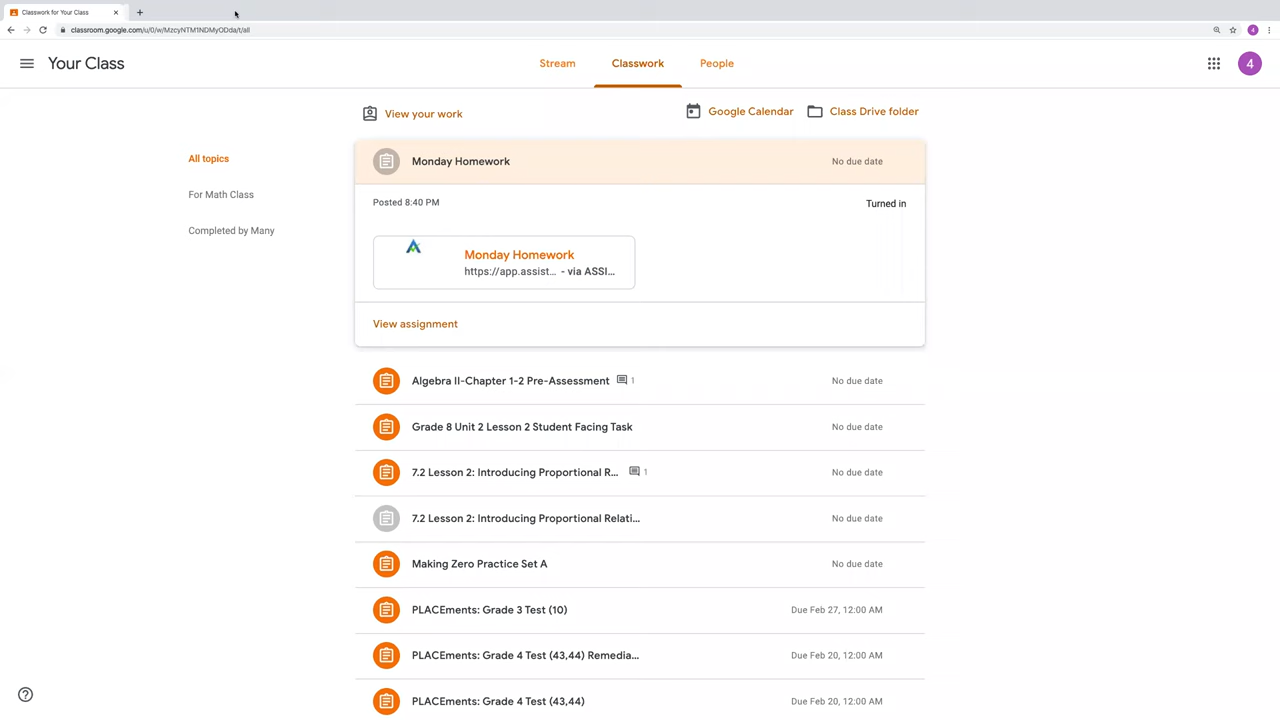 Classwork for Your Class
classroom.google.com/u/0/w/MzcyNTM1NDMyODda/t/all
4
Your Class
Stream
Classwork
People
4
View your work
Google Calendar
Class Drive folder
All topics
For Math Class
Completed by Many
Monday Homework
No due date
Posted 8:40 PM
Turned in
Monday Homework
https://app.assist... - via ASSI...
View assignment
Algebra II-Chapter 1-2 Pre-Assessment 1
No due date
Grade 8 Unit 2 Lesson 2 Student Facing Task
No due date
7.2 Lesson 2: Introducing Proportional R... 1
No due date
7.2 Lesson 2: Introducing Proportional Relati...
No due date
Making Zero Practice Set A
No due date
PLACEments: Grade 3 Test (10)
Due Feb 27, 12:00 AM
PLACEments: Grade 4 Test (43,44) Remedia...
Due Feb 20, 12:00 AM
PLACEments: Grade 4 Test (43,44)
Due Feb 20, 12:00 AM